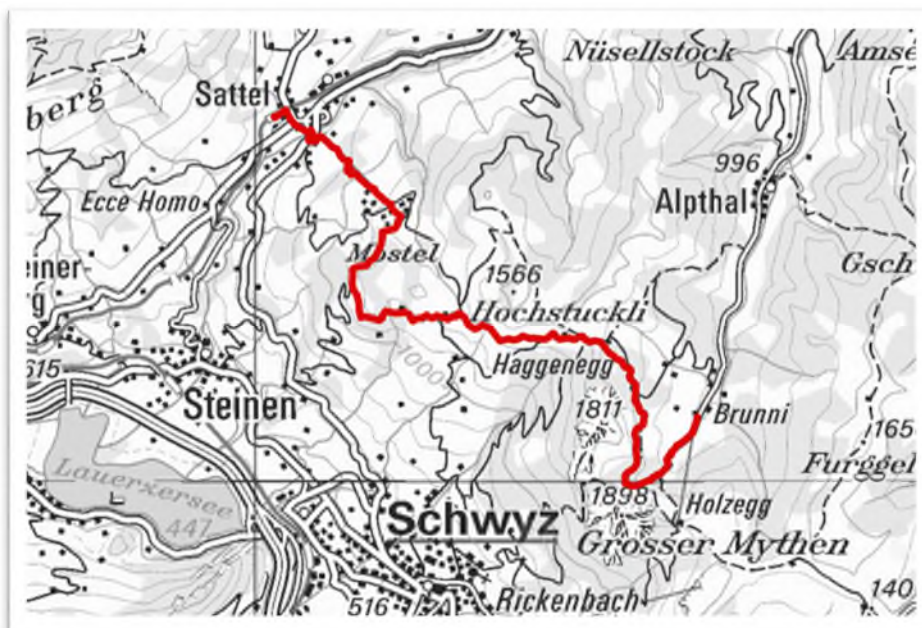 Nüsellstock
Amse
berg
Sattel
996
Ecce Homo
Alpthal
Mostel
einer-
1566
Gsch
g
Hochstuckli
615
1000
Haggenegg
Steinen
1811
Brunni
165
Lauerzersee
Furggel
1898
Holzegg
447
Schwyz
Grosser Mythen
140
516
Rickenbach